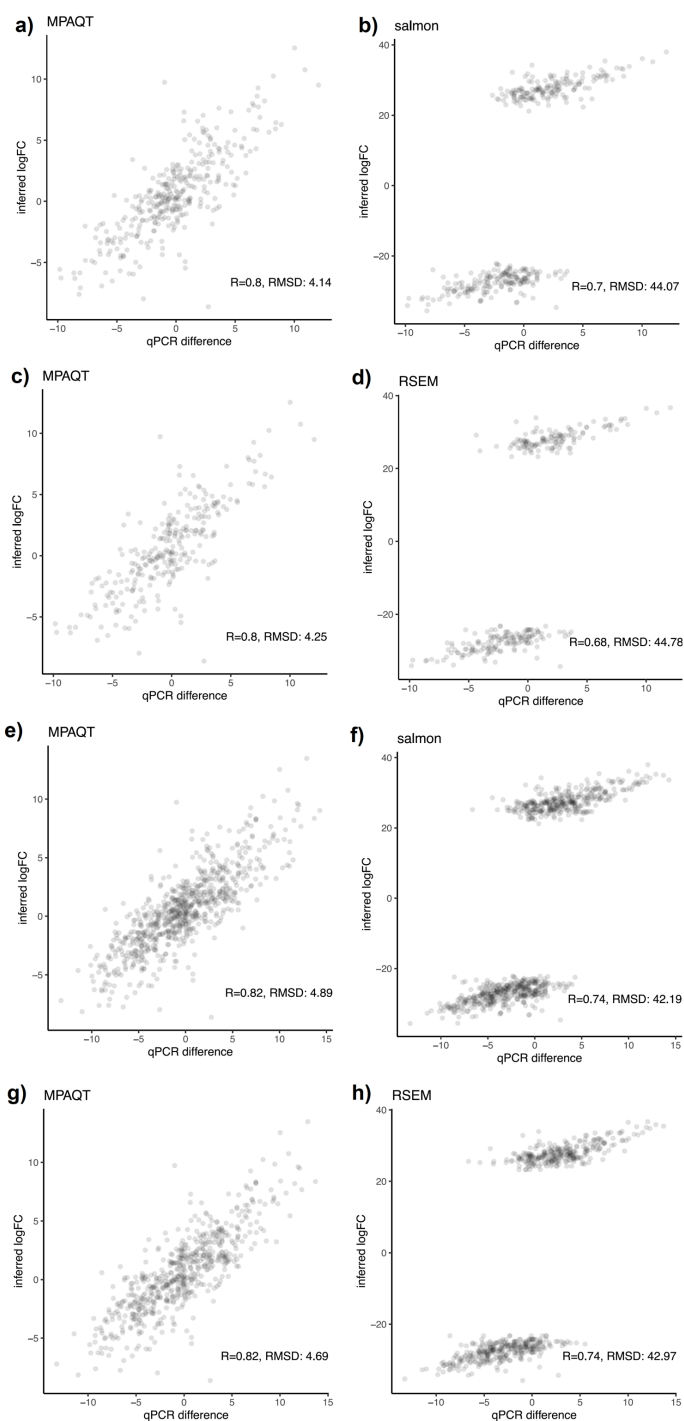 a) MPAQT
10
5
0
−5
inferred logFC
R=0.8, RMSD: 4.14
−10 −5 0 5 10
qPCR difference
b) salmon
40
20
0
−20
inferred logFC
R=0.7, RMSD: 44.07
−10 −5 0 5 10
qPCR difference
c) MPAQT
10
5
0
−5
inferred logFC
R=0.8, RMSD: 4.25
−10 −5 0 5 10
qPCR difference
d) RSEM
40
20
0
−20
inferred logFC
R=0.68, RMSD: 44.78
−10 −5 0 5 10
qPCR difference
e) MPAQT
10
5
0
−5
inferred logFC
R=0.82, RMSD: 4.89
−10 −5 0 5 10 15
qPCR difference
f) salmon
40
20
0
−20
inferred logFC
R=0.74, RMSD: 42.19
−10 −5 0 5 10 15
qPCR difference
g) MPAQT
10
5
0
−5
inferred logFC
R=0.82, RMSD: 4.69
−10 −5 0 5 10 15
qPCR difference
h) RSEM
40
20
0
−20
inferred logFC
R=0.74, RMSD: 42.97
−10 −5 0 5 10 15
qPCR difference